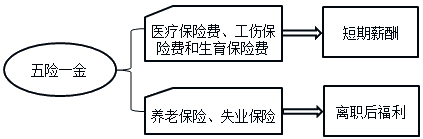 五险一金
医疗保险费、工伤保
险费和生育保险费
短期薪酬
养老保险、失业保险
离职后福利